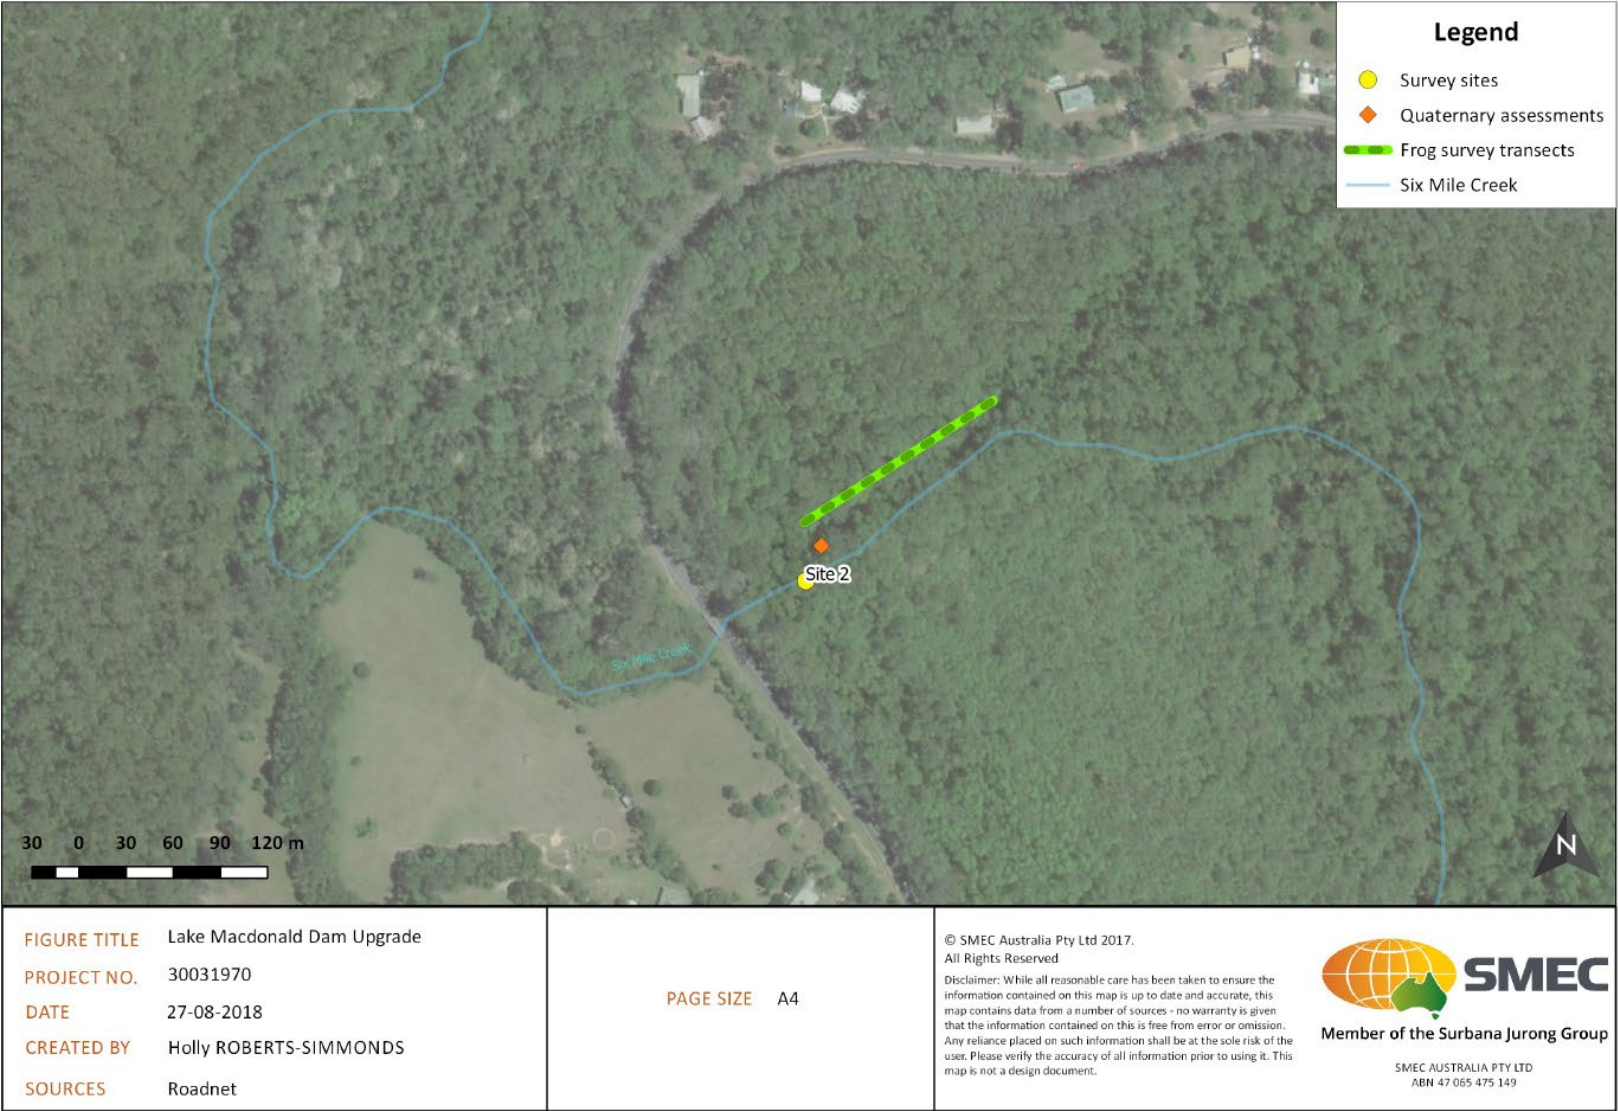 Legend
Survey sites
Quaternary assessments
Frog survey transects
Six Mile Creek
Site 2
Six Mile Creek
30 0 30 60 90 120 m
N
FIGURE TITLE Lake Macdonald Dam Upgrade
PROJECT NO. 30031970
DATE 27-08-2018
CREATED BY Holly ROBERTS-SIMMONDS
SOURCES Roadnet
PAGE SIZE A4
© SMEC Australia Pty Ltd 2017.
All Rights Reserved
Disclaimer: While all reasonable care has been taken to ensure the
information contained on this map is up to date and accurate, this
map contains data from a number of sources - no warranty is given
that the information contained on this is free from error or omission.
Any reliance placed on such information shall be at the sole risk of the
user. Please verify the accuracy of all information prior to using it. This
map is not a design document.
SMEC
Member of the Surbana Jurong Group
SMEC AUSTRALIA PTY LTD
ABN 47 065 475 149